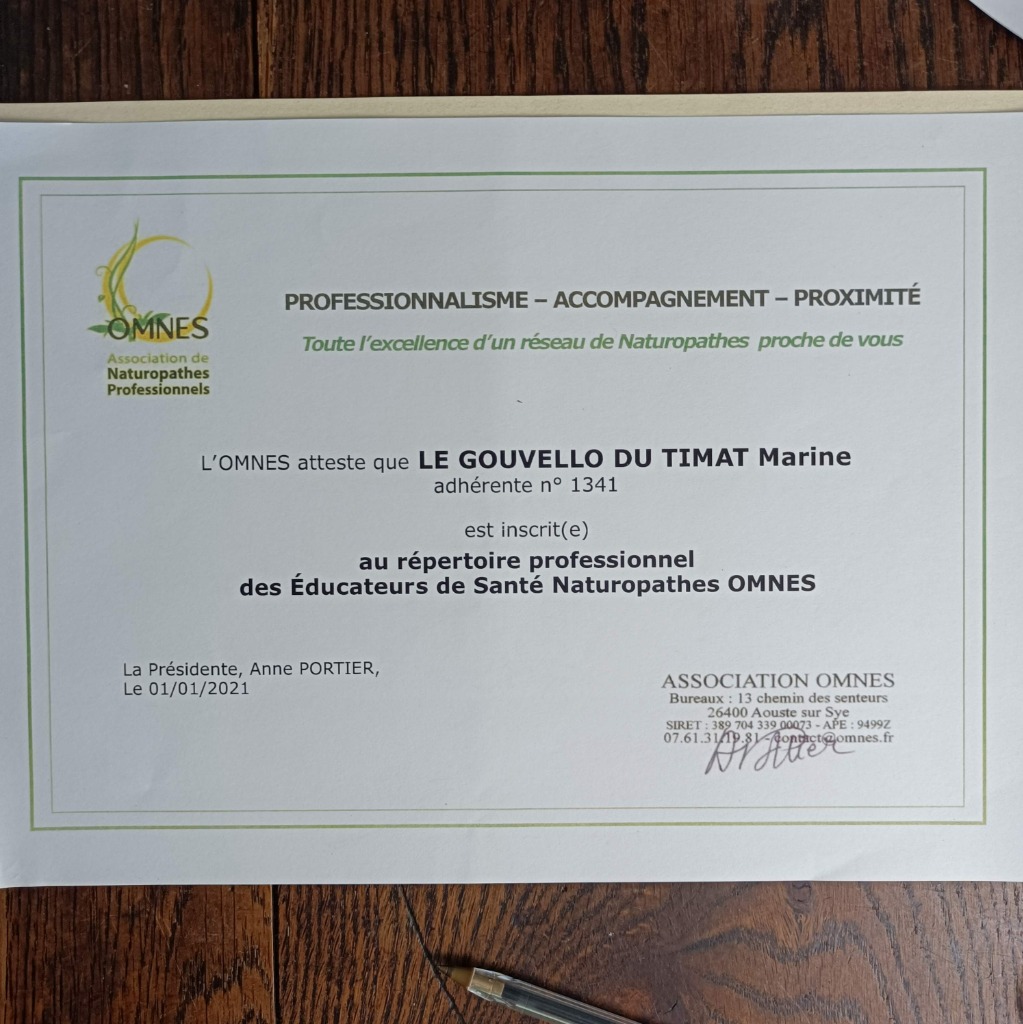 OMNES
Association de
Naturopathes
Professionnels
PROFESSIONNALISME – ACCOMPAGNEMENT – PROXIMITÉ
Toute l'excellence d'un réseau de Naturopathes proche de vous
L'OMNES atteste que LE GOUVELLO DU TIMAT Marine
adhérente n° 1341
est inscrit(e)
au répertoire professionnel
des Éducateurs de Santé Naturopathes OMNES
La Présidente, Anne PORTIER,
Le 01/01/2021
ASSOCIATION OMNES
Bureaux : 13 chemin des senteurs
26400 Aouste sur Sye
SIRET : 389 704 339 00073 - APE : 9499Z
07.61.31.19.81 - contact@omnes.fr